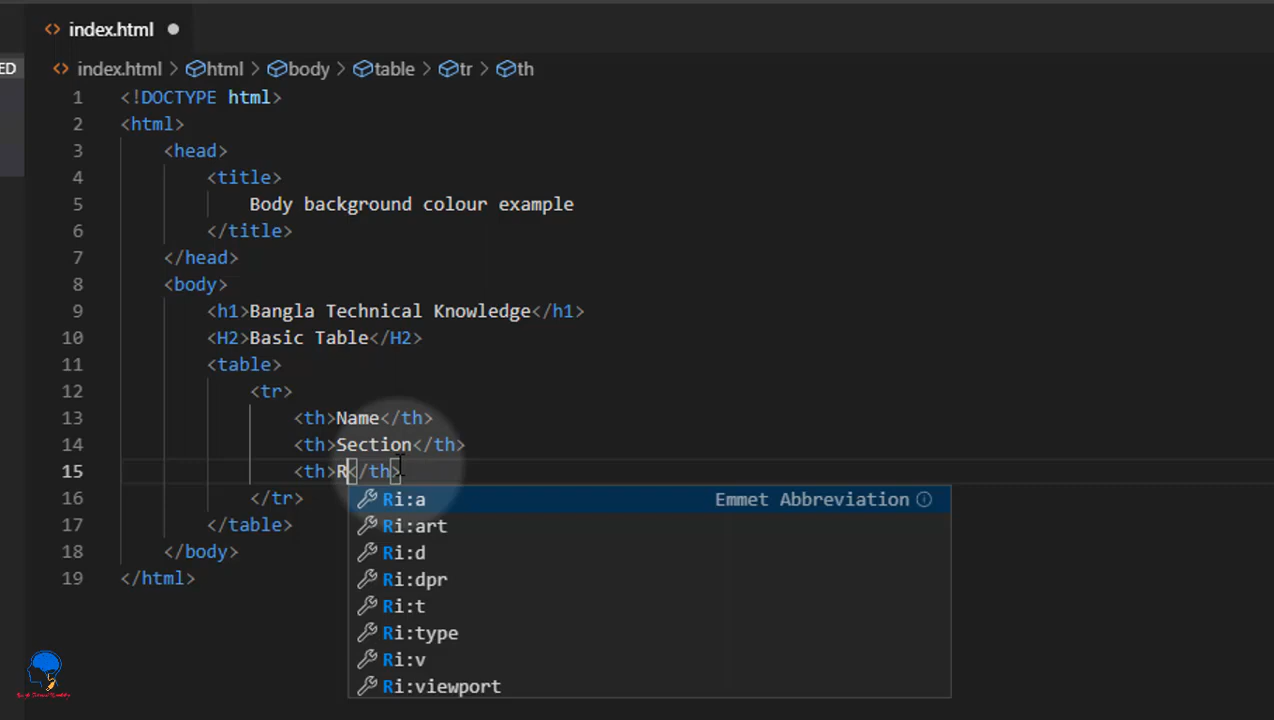 index.html
ED
index.html > html > body > table > tr > th
1 <!DOCTYPE html>
2 <html>
3 <head>
4 <title>
5 Body background colour example
6 </title>
7 </head>
8 <body>
9 <h1>Bangla Technical Knowledge</h1>
10 <H2>Basic Table</H2>
11 <table>
12 <tr>
13 <th>Name</th>
14 <th>Section</th>
15 <th>R</th>
16 </tr>
17 </table>
18 </body>
19 </html>
Ri:a Emmet Abbreviation
Ri:art
Ri:d
Ri:dpr
Ri:t
Ri:type
Ri:v
Ri:viewport